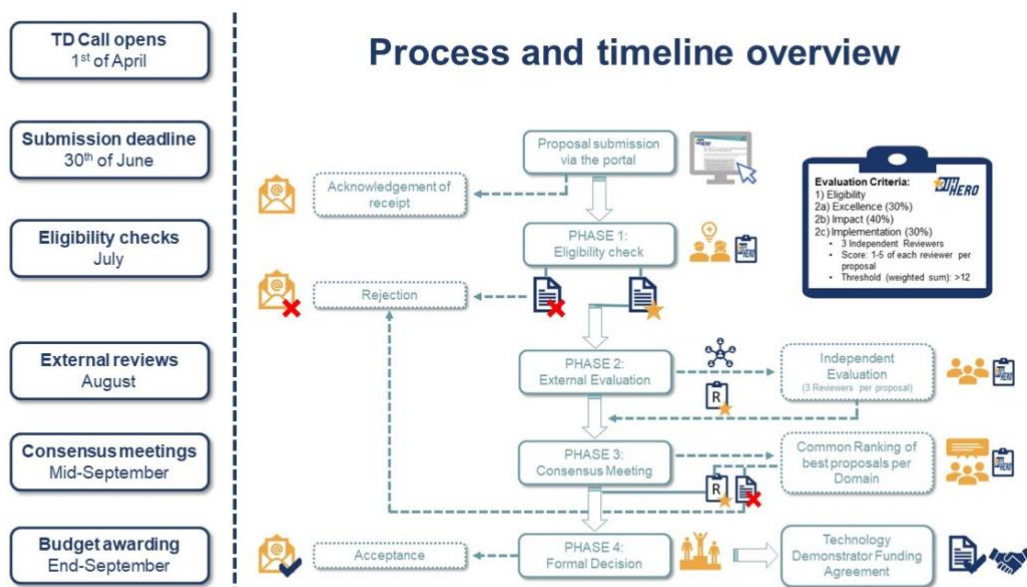 Process and timeline overview
TD Call opens
1st of April
Submission deadline
30th of June
Eligibility checks
July
External reviews
August
Consensus meetings
Mid-September
Budget awarding
End-September
Proposal submission
via the portal
Acknowledgement of
receipt
PHASE 1:
Eligibility check
Rejection
PHASE 2:
External Evaluation
R
Independent
Evaluation
(3 Reviewers per proposal)
PHASE 3:
Consensus Meeting
R
Common Ranking of
best proposals per
Domain
PHASE 4:
Formal Decision
Acceptance
Technology
Demonstrator Funding
Agreement
Evaluation Criteria:
1) Eligibility
2a) Excellence (30%)
2b) Impact (40%)
2c) Implementation (30%)
• 3 Independent Reviewers
• Score: 1-5 of each reviewer per
proposal
• Threshold (weighted sum): >12
HERO